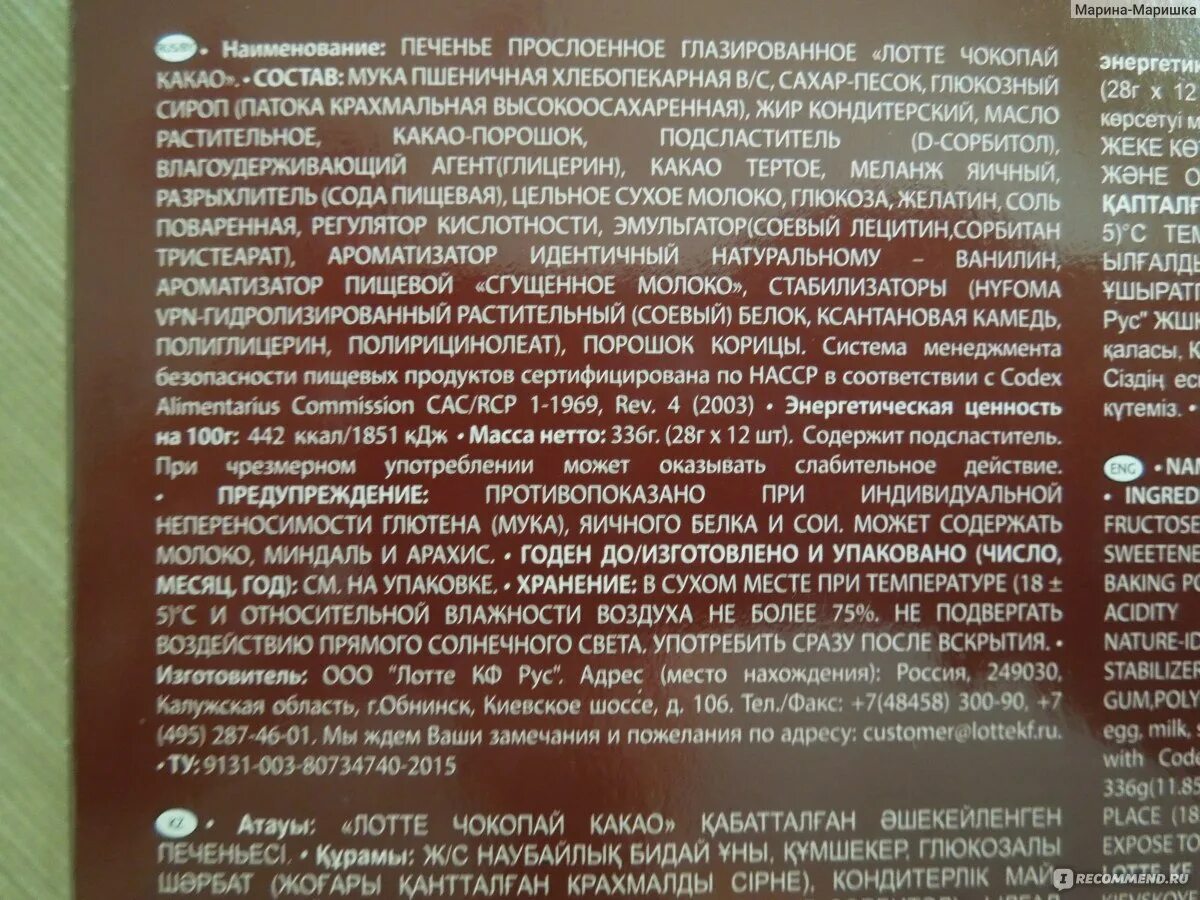 Марина-Маришка
RUS/BY • Наименование: ПЕЧЕНЬЕ ПРОСЛОЕННОЕ ГЛАЗИРОВАННОЕ «ЛОТТЕ ЧОКОПАЙ
КАКАО». • СОСТАВ: МУКА ПШЕНИЧНАЯ ХЛЕБОПЕКАРНАЯ В/С, САХАР-ПЕСОК, ГЛЮКОЗНЫЙ
СИРОП (ПАТОКА КРАХМАЛЬНАЯ ВЫСОКООСАХАРЕННАЯ), ЖИР КОНДИТЕРСКИЙ, МАСЛО
РАСТИТЕЛЬНОЕ, КАКАО-ПОРОШОК, ПОДСЛАСТИТЕЛЬ (D-СОРБИТОЛ),
ВЛАГОУДЕРЖИВАЮЩИЙ АГЕНТ(ГЛИЦЕРИН), КАКАО ТЕРТОЕ, МЕЛАНЖ ЯИЧНЫЙ,
РАЗРЫХЛИТЕЛЬ (СОДА ПИЩЕВАЯ), ЦЕЛЬНОЕ СУХОЕ МОЛОКО, ГЛЮКОЗА, ЖЕЛАТИН, СОЛЬ
ПОВАРЕННАЯ, РЕГУЛЯТОР КИСЛОТНОСТИ, ЭМУЛЬГАТОР(СОЕВЫЙ ЛЕЦИТИН,СОРБИТАН
ТРИСТЕАРАТ), АРОМАТИЗАТОР ИДЕНТИЧНЫЙ НАТУРАЛЬНОМУ – ВАНИЛИН,
АРОМАТИЗАТОР ПИЩЕВОЙ «СГУЩЕННОЕ МОЛОКО», СТАБИЛИЗАТОРЫ (HYFOMA
VPN-ГИДРОЛИЗИРОВАННЫЙ РАСТИТЕЛЬНЫЙ (СОЕВЫЙ) БЕЛОК, КСАНТАНОВАЯ КАМЕДЬ,
ПОЛИГЛИЦЕРИН, ПОЛИРИЦИНОЛЕАТ), ПОРОШОК КОРИЦЫ. Система менеджмента
безопасности пищевых продуктов сертифицирована по НАССР в соответствии с Codex
Alimentarius Commission CAC/RCP 1-1969, Rev. 4 (2003) • Энергетическая ценность
на 100г: 442 ккал/1851 кДж • Масса нетто: 336г. (28г х 12 шт). Содержит подсластитель.
При чрезмерном употреблении может оказывать слабительное действие.
• ПРЕДУПРЕЖДЕНИЕ: ПРОТИВОПОКАЗАНО ПРИ ИНДИВИДУАЛЬНОЙ
НЕПЕРЕНОСИМОСТИ ГЛЮТЕНА (МУКА), ЯИЧНОГО БЕЛКА И СОИ. МОЖЕТ СОДЕРЖАТЬ
МОЛОКО, МИНДАЛЬ И АРАХИС. • ГОДЕН ДО/ИЗГОТОВЛЕНО И УПАКОВАНО (ЧИСЛО,
МЕСЯЦ, ГОД): СМ. НА УПАКОВКЕ. • ХРАНЕНИЕ: В СУХОМ МЕСТЕ ПРИ ТЕМПЕРАТУРЕ (18 ±
5)°С И ОТНОСИТЕЛЬНОЙ ВЛАЖНОСТИ ВОЗДУХА НЕ БОЛЕЕ 75%. НЕ ПОДВЕРГАТЬ
ВОЗДЕЙСТВИЮ ПРЯМОГО СОЛНЕЧНОГО СВЕТА, УПОТРЕБИТЬ СРАЗУ ПОСЛЕ ВСКРЫТИЯ. •
Изготовитель: ООО "Лотте КФ Рус". Адрес (место нахождения): Россия, 249030,
Калужская область, г.Обнинск, Киевское шоссе, д. 106. Тел./Факс: +7(48458) 300-90, +7
(495) 287-46-01. Мы ждем Ваши замечания и пожелания по адресу: customer@lottekf.ru.
• ТУ: 9131-003-80734740-2015
KZ • Атауы: «ЛОТТЕ ЧОКОПАЙ КАКАО» ҚАБАТТАЛҒАН ӘШЕКЕЙЛЕНГЕН
ПЕЧЕНЬЕСІ. • Құрамы: Ж/С НАУБАЙЛЫҚ БИДАЙ ҰНЫ, ҚҰМШЕКЕР, ГЛЮКОЗАЛЫ
ШӘРБАТ (ЖОҒАРЫ ҚАНТТАЛҒАН КРАХМАЛДЫ СІРНЕ), КОНДИТЕРЛІК МАЙ
энергетик
(28г х 12
көрсетуі м
ЖЕКЕ КӨ
ЖӘНЕ О
ҚАПТАЛҒ
5)°С ТЕМ
ЫЛҒАЛДЫ
ҰШЫРАТП
Рус" ЖШ
қаласы, К
Сіздің ес
күтеміз. •
ENG • NAM
• INGRED
FRUCTOSE
SWEETENE
BAKING PO
ACIDITY
NATURE-ID
STABILIZE
GUM,POLY
egg, milk, s
with Code
336g(11.85
PLACE (18
EXPOSE TO
LOTTE KF
KIEVSKOYE
IRECOMMEND.RU